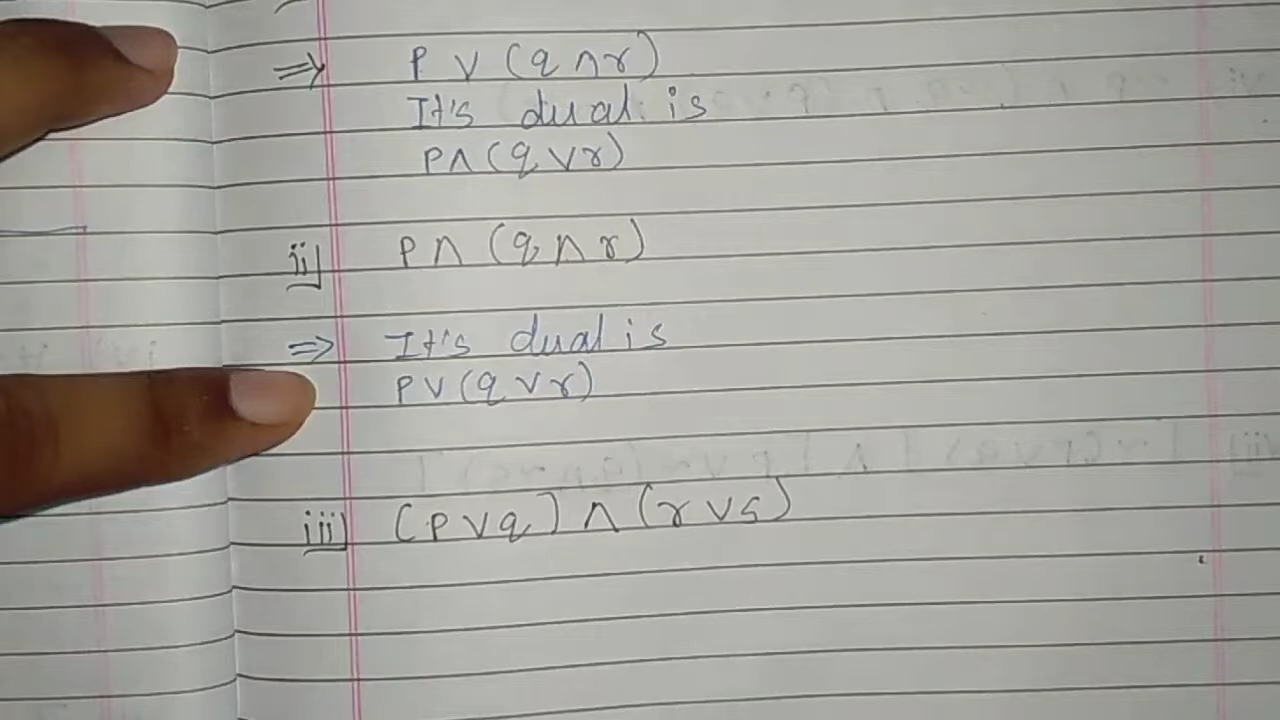 ⇒ p ∨ (q ∧ r)
It's dual is
p ∧ (q ∨ r)
ii) p ∧ (q ∧ r)
⇒ It's dual is
p ∨ (q ∨ r)
iii) (p ∨ q) ∧ (r ∨ s)